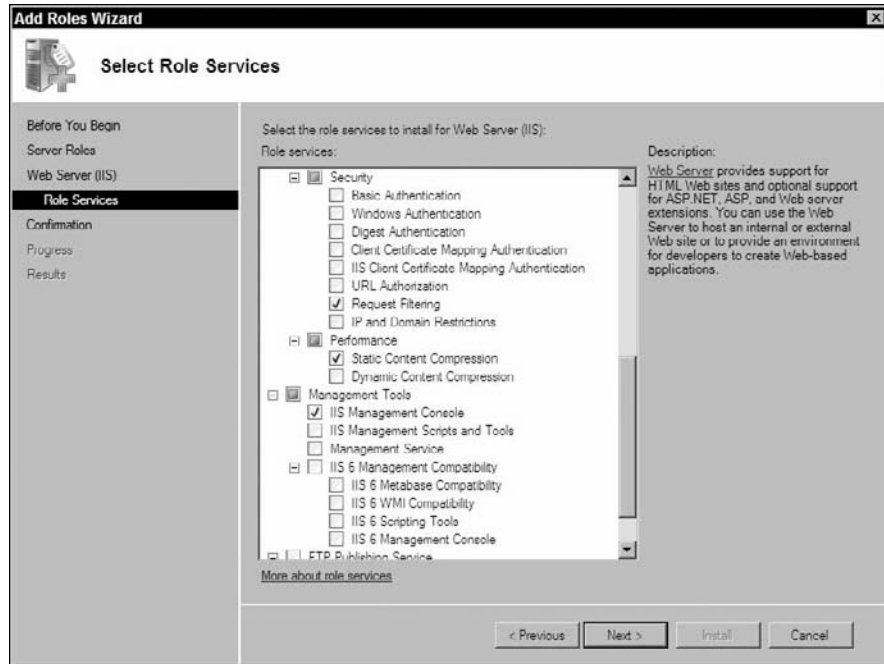 Add Roles Wizard
Select Role Services
Before You Begin
Server Roles
Web Server (IIS)
Role Services
Confirmation
Progress
Results
Select the role services to install for Web Server (IIS):
Role services:
Security
Basic Authentication
Windows Authentication
Digest Authentication
Client Certificate Mapping Authentication
IIS Client Certificate Mapping Authentication
URL Authorization
Request Filtering
IP and Domain Restrictions
Performance
Static Content Compression
Dynamic Content Compression
Management Tools
IIS Management Console
IIS Management Scripts and Tools
Management Service
IIS 6 Management Compatibility
IIS 6 Metabase Compatibility
IIS 6 WMI Compatibility
IIS 6 Scripting Tools
IIS 6 Management Console
FTP Publishing Service
More about role services
Description:
Web Server provides support for
HTML Web sites and optional support
for ASP.NET, ASP, and Web server
extensions. You can use the Web
Server to host an internal or external
Web site or to provide an environment
for developers to create Web-based
applications.
< Previous
Next >
Install
Cancel